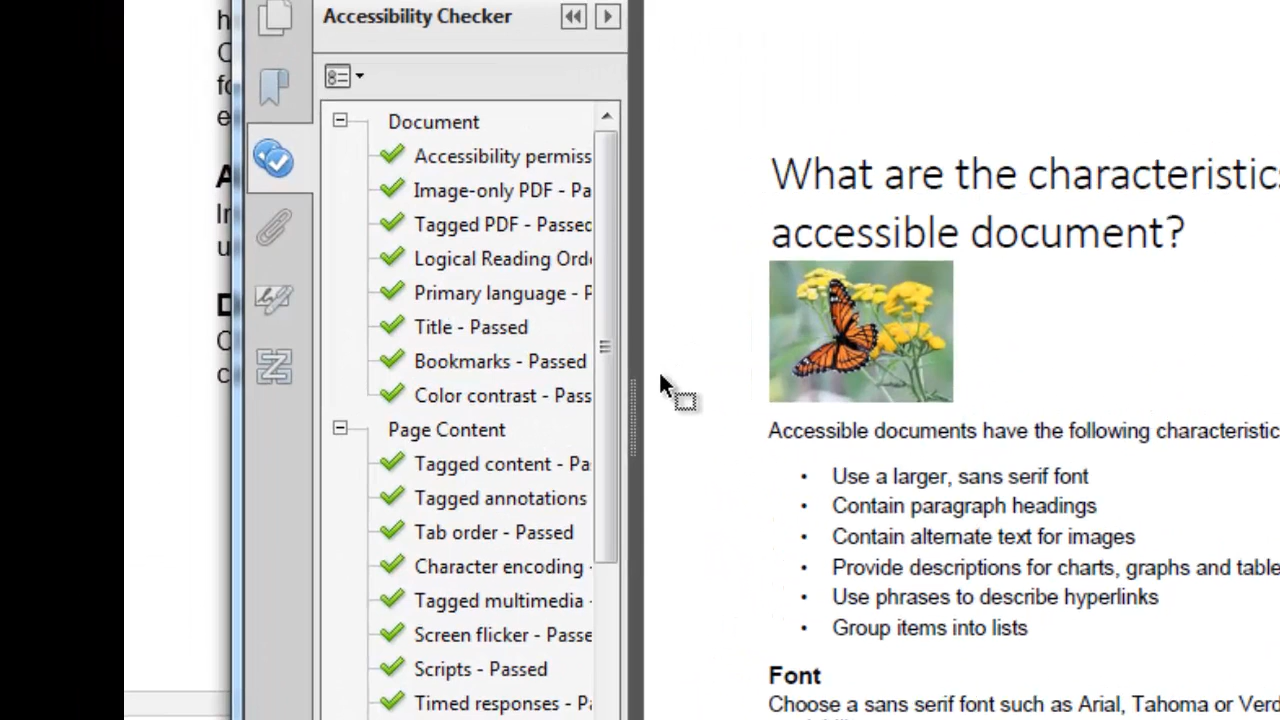 Accessibility Checker
Document
Accessibility permiss
Image-only PDF - Pa
Tagged PDF - Passed
Logical Reading Orde
Primary language - P
Title - Passed
Bookmarks - Passed
Color contrast - Pass
Page Content
Tagged content - Pa
Tagged annotations
Tab order - Passed
Character encoding -
Tagged multimedia -
Screen flicker - Passe
Scripts - Passed
Timed responses - Pa
What are the characteristics
accessible document?
Accessible documents have the following characteristic
• Use a larger, sans serif font
• Contain paragraph headings
• Contain alternate text for images
• Provide descriptions for charts, graphs and table
• Use phrases to describe hyperlinks
• Group items into lists
Font
Choose a sans serif font such as Arial, Tahoma or Verd